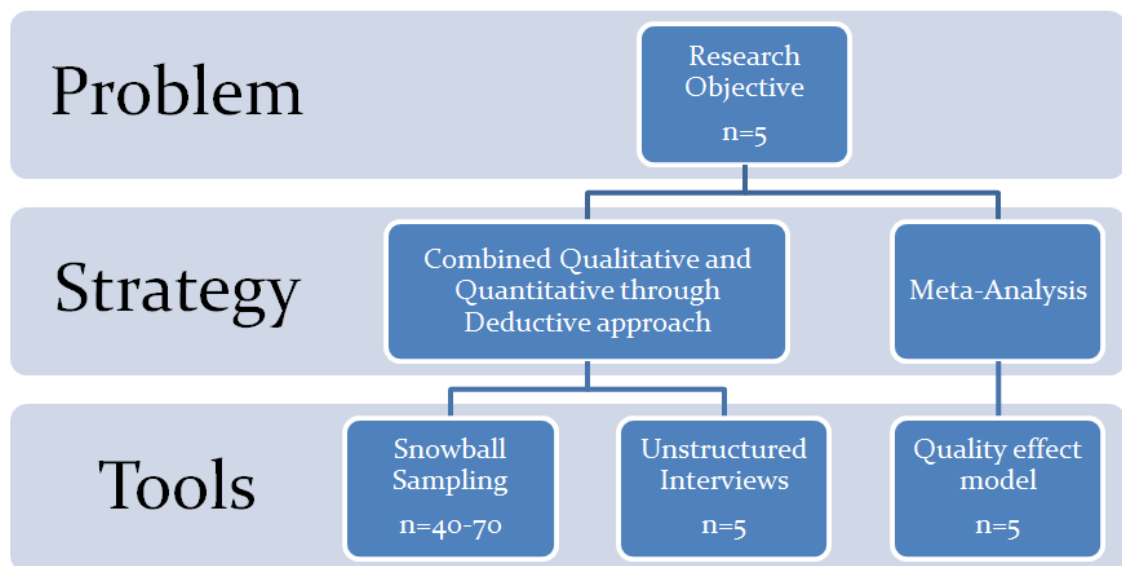 Problem
Research
Objective
n=5
Strategy
Combined Qualitative and
Quantitative through
Deductive approach
Meta-Analysis
Tools
Snowball
Sampling
n=40-70
Unstructured
Interviews
n=5
Quality effect
model
n=5